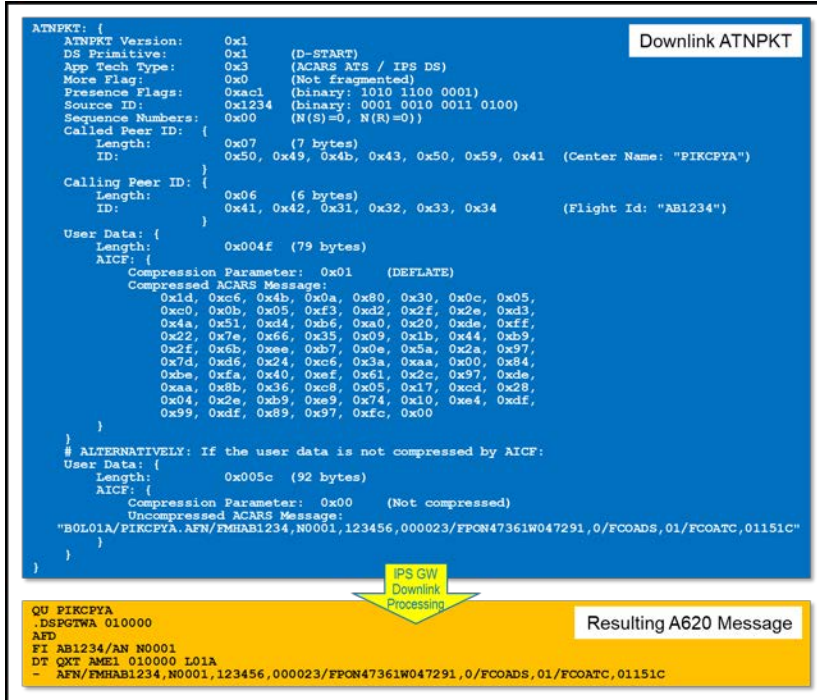 Downlink ATNPKT
ATNPKT: {
ATNPKT Version: 0x1
DS Primitive: 0x1 (D-START)
App Tech Type: 0x3 (ACARS ATS / IPS DS)
More Flag: 0x0 (Not fragmented)
Presence Flags: 0xac1 (binary: 1010 1100 0001)
Source ID: 0x1234 (binary: 0001 0010 0011 0100)
Sequence Numbers: 0x00 (N(S)=0, N(R)=0))
Called Peer ID: {
Length: 0x07 (7 bytes)
ID: 0x50, 0x49, 0x4b, 0x43, 0x50, 0x59, 0x41 (Center Name: "PIKCPYA")
}
Calling Peer ID: {
Length: 0x06 (6 bytes)
ID: 0x41, 0x42, 0x31, 0x32, 0x33, 0x34 (Flight Id: "AB1234")
}
User Data: {
Length: 0x004f (79 bytes)
AICF: {
Compression Parameter: 0x01 (DEFLATE)
Compressed ACARS Message:
0x1d, 0xc6, 0x4b, 0x0a, 0x80, 0x30, 0x0c, 0x05,
0xc0, 0x0b, 0x05, 0xf3, 0xd2, 0x2f, 0x2e, 0xd3,
0x4a, 0x51, 0xd4, 0xb6, 0xa0, 0x20, 0xde, 0xff,
0x22, 0x7e, 0x66, 0x35, 0x09, 0x1b, 0x44, 0xb9,
0x2f, 0x6b, 0xee, 0xb7, 0x0e, 0x5a, 0x2a, 0x97,
0x7d, 0xd6, 0x24, 0xc6, 0x3a, 0xaa, 0x00, 0x84,
0xbe, 0xfa, 0x40, 0xef, 0x61, 0x2c, 0x97, 0xde,
0xaa, 0x8b, 0x36, 0xc8, 0x05, 0x17, 0xcd, 0x28,
0x04, 0x2e, 0xb9, 0xe9, 0x74, 0x10, 0xe4, 0xdf,
0x99, 0xdf, 0x89, 0x97, 0xfc, 0x00
}
}
# ALTERNATIVELY: If the user data is not compressed by AICF:
User Data: {
Length: 0x005c (92 bytes)
AICF: {
Compression Parameter: 0x00 (Not compressed)
Uncompressed ACARS Message:
"B0L01A/PIKCPYA.AFN/FMHAB1234,N0001,123456,000023/FPON47361W047291,0/FCOADS,01/FCOATC,01151C"
}
}
}
IPS GW
Downlink
Processing
Resulting A620 Message
QU PIKCPYA
.DSPGTWA 010000
AFD
FI AB1234/AN N0001
DT QXT AME1 010000 L01A
- AFN/FMHAB1234,N0001,123456,000023/FPON47361W047291,0/FCOADS,01/FCOATC,01151C